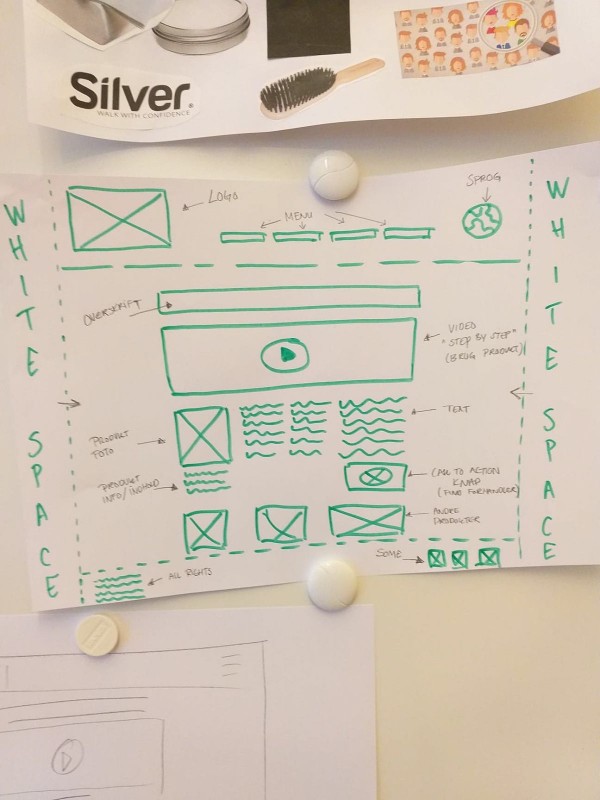 Silver®
WALK WITH CONFIDENCE
WHITE SPACE
LOGO
MENU
SPROG
WHITE SPACE
OVERSKRIFT
VIDEO
"STEP BY STEP"
(BRUG PRODUCT)
TEXT
PRODUKT
FOTO
PRODUKT
INFO/INDHOLD
CALL TO ACTION
KNAP
(FIND FORHANDLER)
ANDRE
PRODUKTER
SOME
ALL RIGHTS